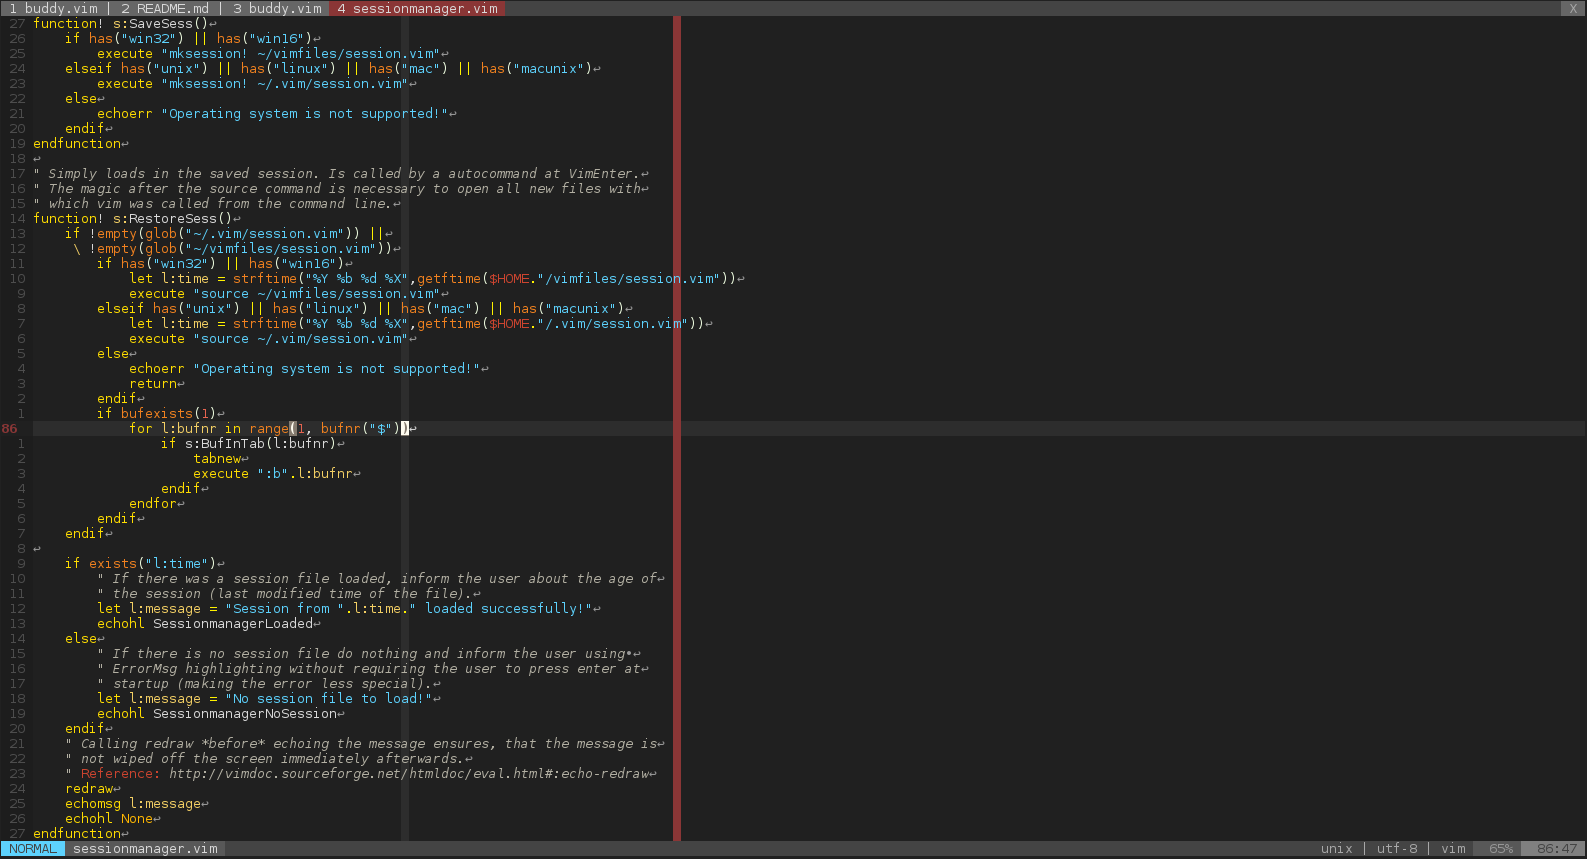 1 buddy.vim | 2 README.md | 3 buddy.vim 4 sessionmanager.vim X
27 function! s:SaveSess()↩
26     if has("win32") || has("win16")↩
25         execute "mksession! ~/vimfiles/session.vim"↩
24     elseif has("unix") || has("linux") || has("mac") || has("macunix")↩
23         execute "mksession! ~/.vim/session.vim"↩
22     else↩
21         echoerr "Operating system is not supported!"↩
20     endif↩
19 endfunction↩
18 ↩
17 " Simply loads in the saved session. Is called by a autocommand at VimEnter.↩
16 " The magic after the source command is necessary to open all new files with↩
15 " which vim was called from the command line.↩
14 function! s:RestoreSess()↩
13     if !empty(glob("~/.vim/session.vim")) ||↩
12      \ !empty(glob("~/vimfiles/session.vim"))↩
11         if has("win32") || has("win16")↩
10             let l:time = strftime("%Y %b %d %X",getftime($HOME."/vimfiles/session.vim"))↩
9             execute "source ~/vimfiles/session.vim"↩
8         elseif has("unix") || has("linux") || has("mac") || has("macunix")↩
7             let l:time = strftime("%Y %b %d %X",getftime($HOME."/.vim/session.vim"))↩
6             execute "source ~/.vim/session.vim"↩
5         else↩
4             echoerr "Operating system is not supported!"↩
3             return↩
2         endif↩
1         if bufexists(1)↩
86             for l:bufnr in range(1, bufnr("$"))↩
1                 if s:BufInTab(l:bufnr)↩
2                     tabnew↩
3                     execute ":b".l:bufnr↩
4                 endif↩
5             endfor↩
6         endif↩
7     endif↩
8 ↩
9     if exists("l:time")↩
10         " If there was a session file loaded, inform the user about the age of↩
11         " the session (last modified time of the file).↩
12         let l:message = "Session from ".l:time." loaded successfully!"↩
13         echohl SessionmanagerLoaded↩
14     else↩
15         " If there is no session file do nothing and inform the user using•↩
16         " ErrorMsg highlighting without requiring the user to press enter at↩
17         " startup (making the error less special).↩
18         let l:message = "No session file to load!"↩
19         echohl SessionmanagerNoSession↩
20     endif↩
21     " Calling redraw *before* echoing the message ensures, that the message is↩
22     " not wiped off the screen immediately afterwards.↩
23     " Reference: http://vimdoc.sourceforge.net/htmldoc/eval.html#:echo-redraw↩
24     redraw↩
25     echomsg l:message↩
26     echohl None↩
27 endfunction↩
NORMAL sessionmanager.vim unix | utf-8 | vim 65% 86:47